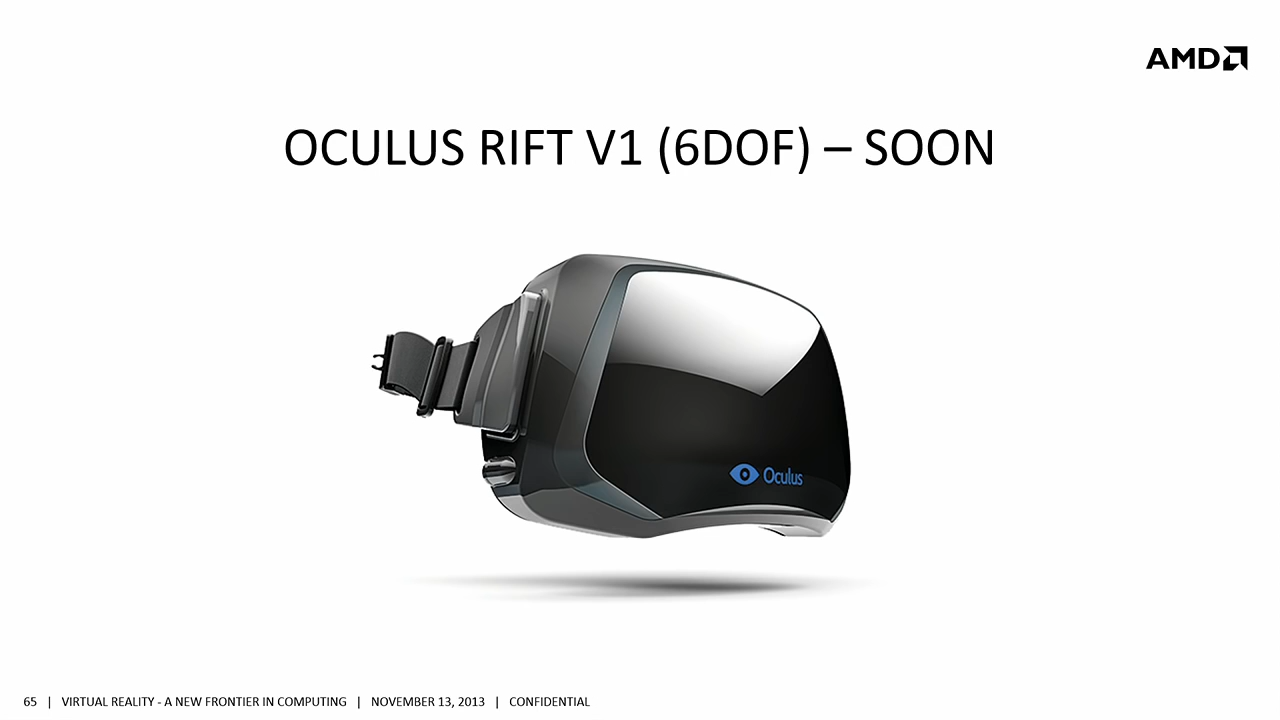 AMD
OCULUS RIFT V1 (6DOF) – SOON
Oculus
65 | VIRTUAL REALITY - A NEW FRONTIER IN COMPUTING | NOVEMBER 13, 2013 | CONFIDENTIAL